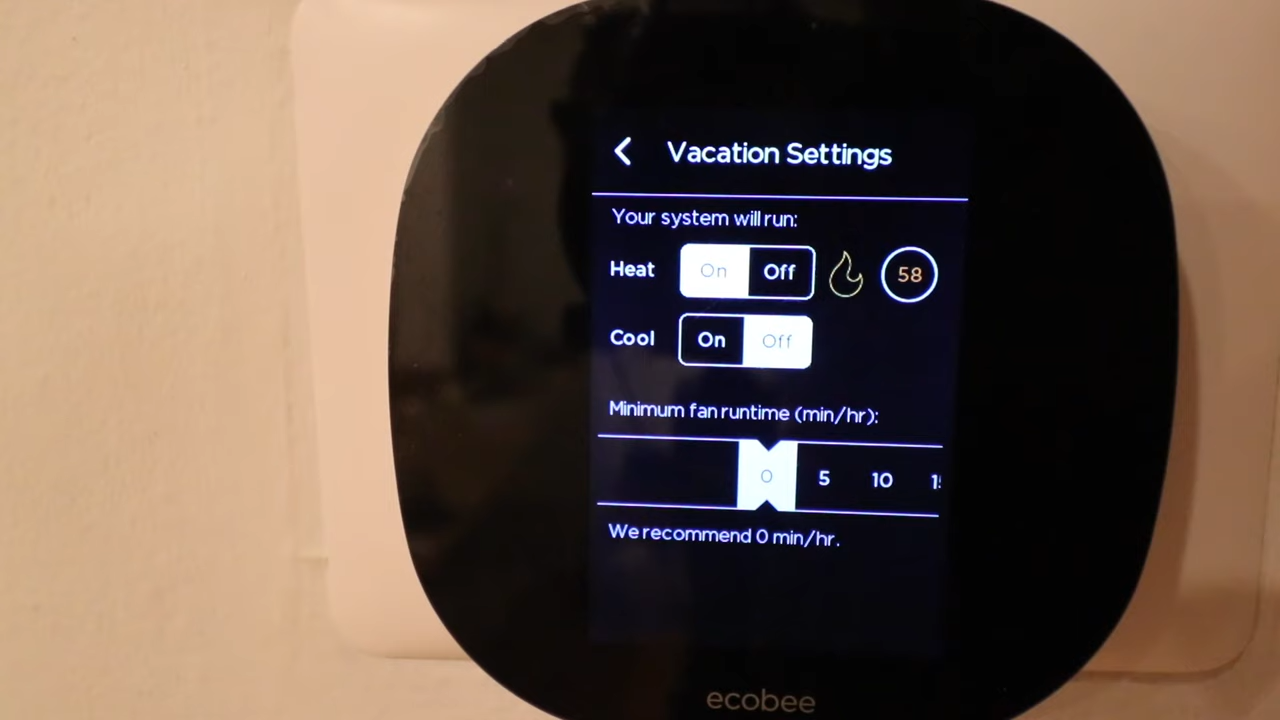 Vacation Settings
Your system will run:
Heat On Off 58
Cool On Off
Minimum fan runtime (min/hr):
0 5 10
We recommend 0 min/hr.
ecobee